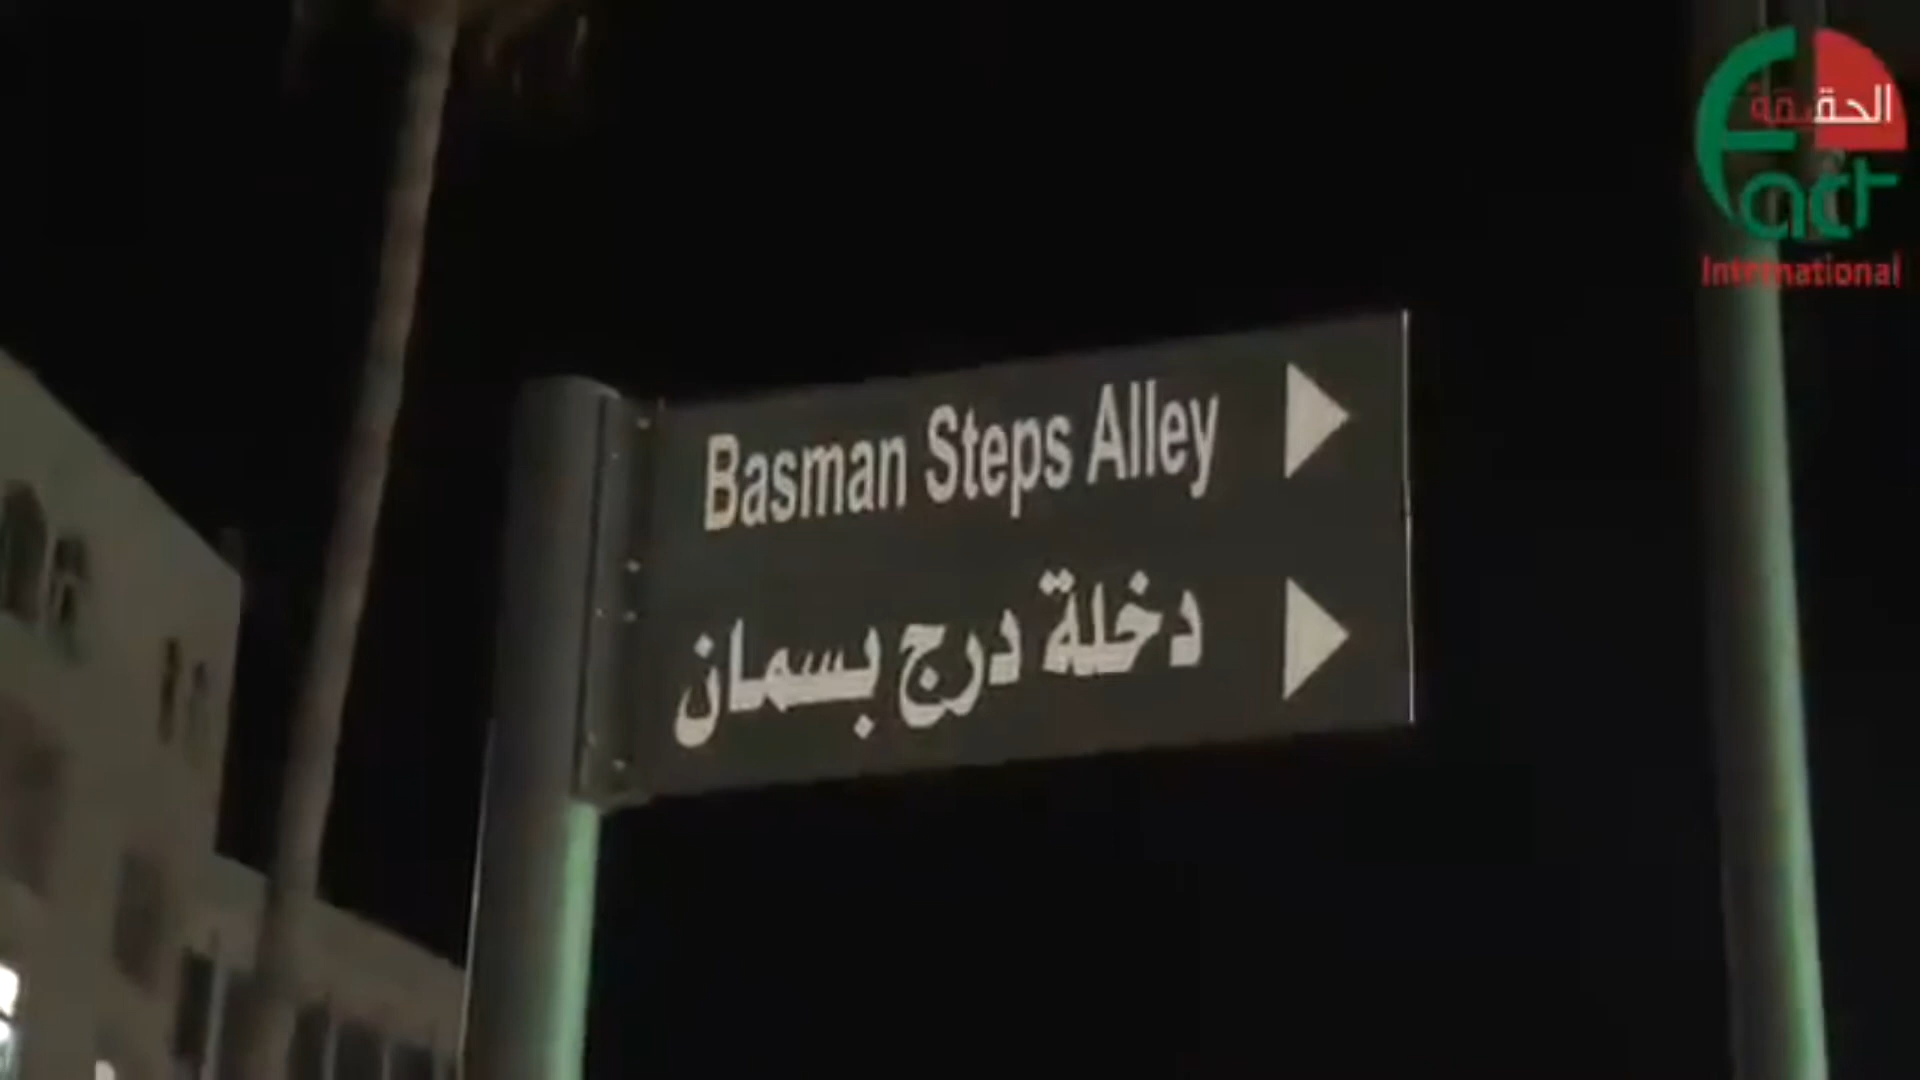 الحقيقة
Fact
International
Basman Steps Alley
دخلة درج بسمان